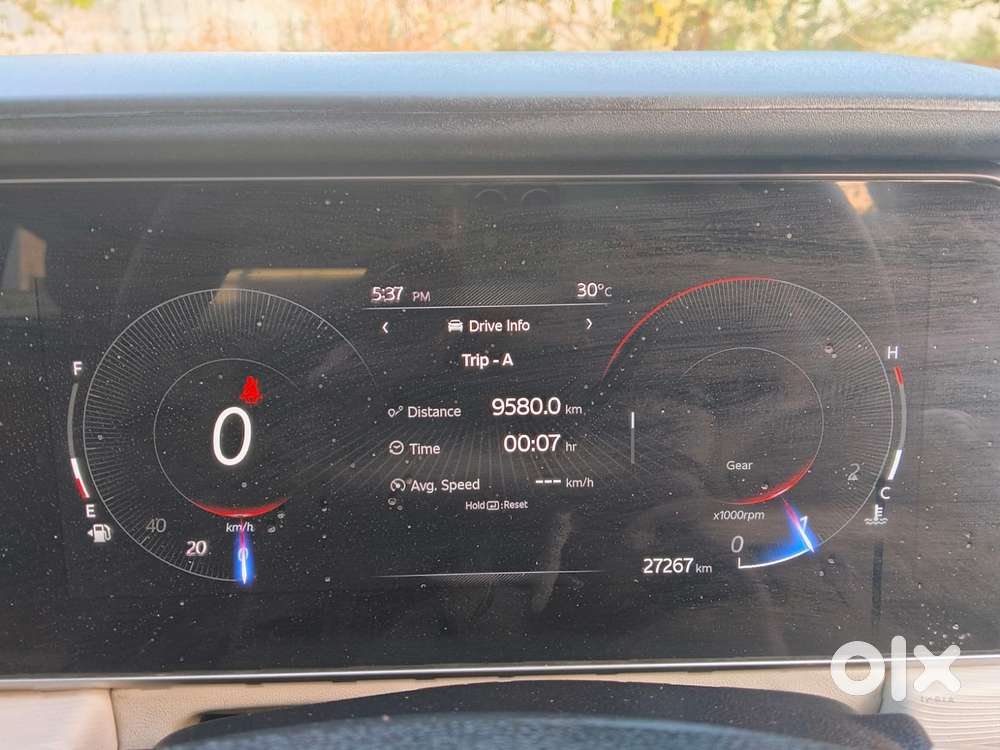 5:37 PM 30°C
‹ Drive Info ›
Trip - A
Distance 9580.0 km
Time 00:07 hr
Avg. Speed --- km/h
Hold :Reset
F
E
0
km/h
40
20
0
H
C
Gear
x1000rpm
0
1
2
27267 km
olx